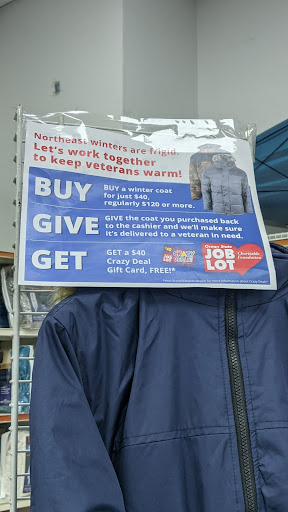 Northeast winters are frigid.
Let's work together
to keep veterans warm!
BUY
BUY a winter coat
for just $40,
regularly $120 or more.
GIVE
GIVE the coat you purchased back
to the cashier and we'll make sure
it's delivered to a veteran in need.
GET
GET a $40
Crazy Deal
Gift Card, FREE!*
CRAZY
DEALS
Ocean State
JOB
LOT
Charitable
Foundation